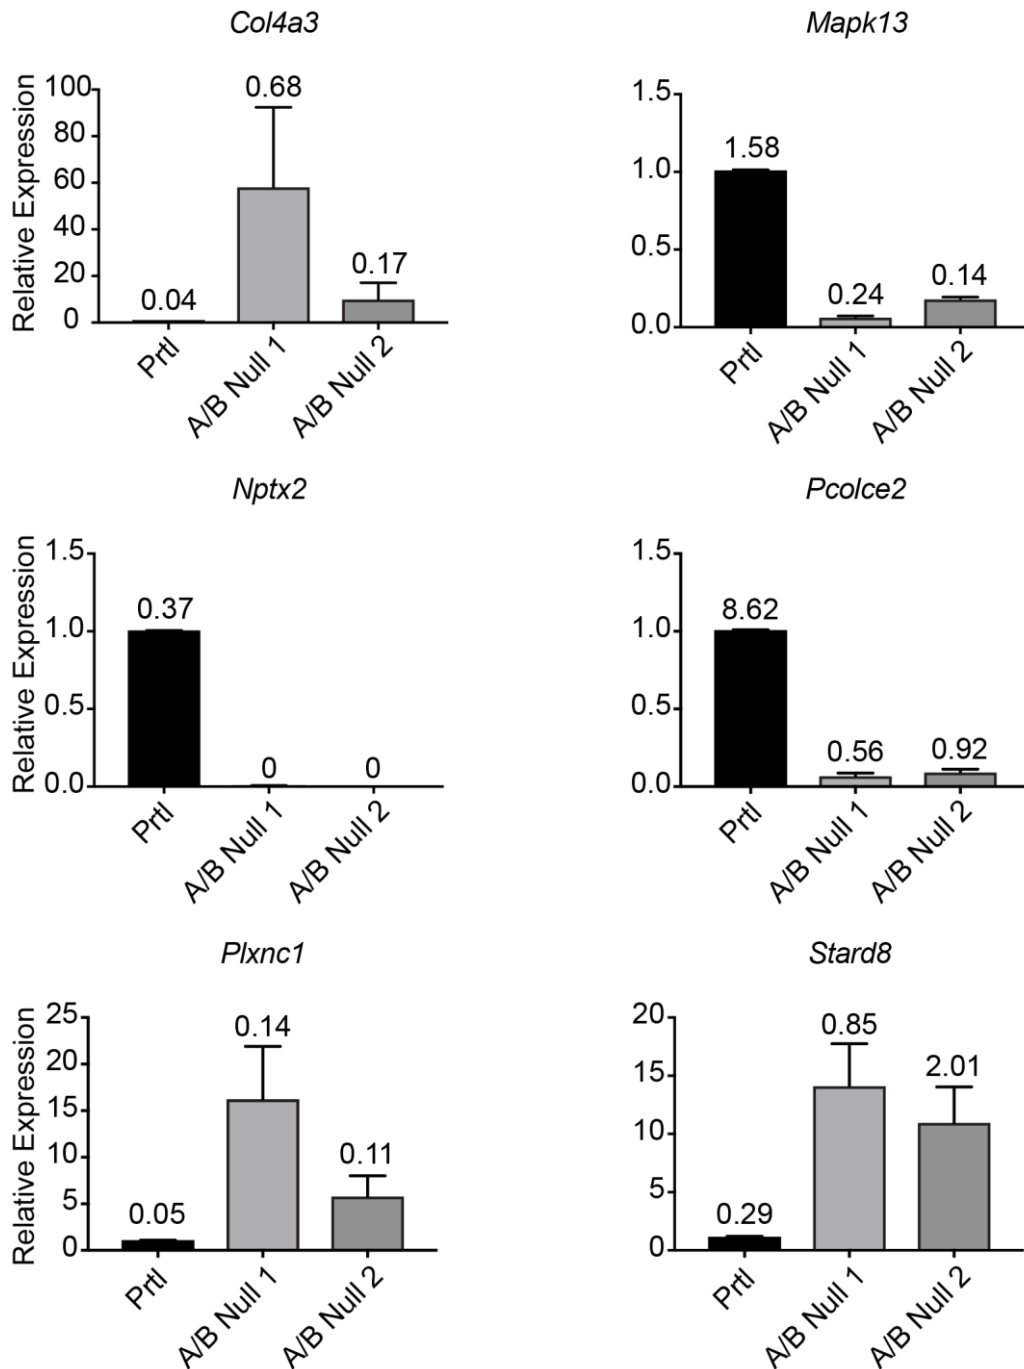 Col4a3
Relative Expression
100
80
60
40
20
0
0.04
0.68
0.17
Prtl
A/B Null 1
A/B Null 2
Mapk13
1.5
1.0
0.5
0.0
1.58
0.24
0.14
Prtl
A/B Null 1
A/B Null 2
Nptx2
Relative Expression
1.5
1.0
0.5
0.0
0.37
0
0
Prtl
A/B Null 1
A/B Null 2
Pcolce2
1.5
1.0
0.5
0.0
8.62
0.56
0.92
Prtl
A/B Null 1
A/B Null 2
Plxnc1
Relative Expression
25
20
15
10
5
0
0.05
0.14
0.11
Prtl
A/B Null 1
A/B Null 2
Stard8
20
15
10
5
0
0.29
0.85
2.01
Prtl
A/B Null 1
A/B Null 2